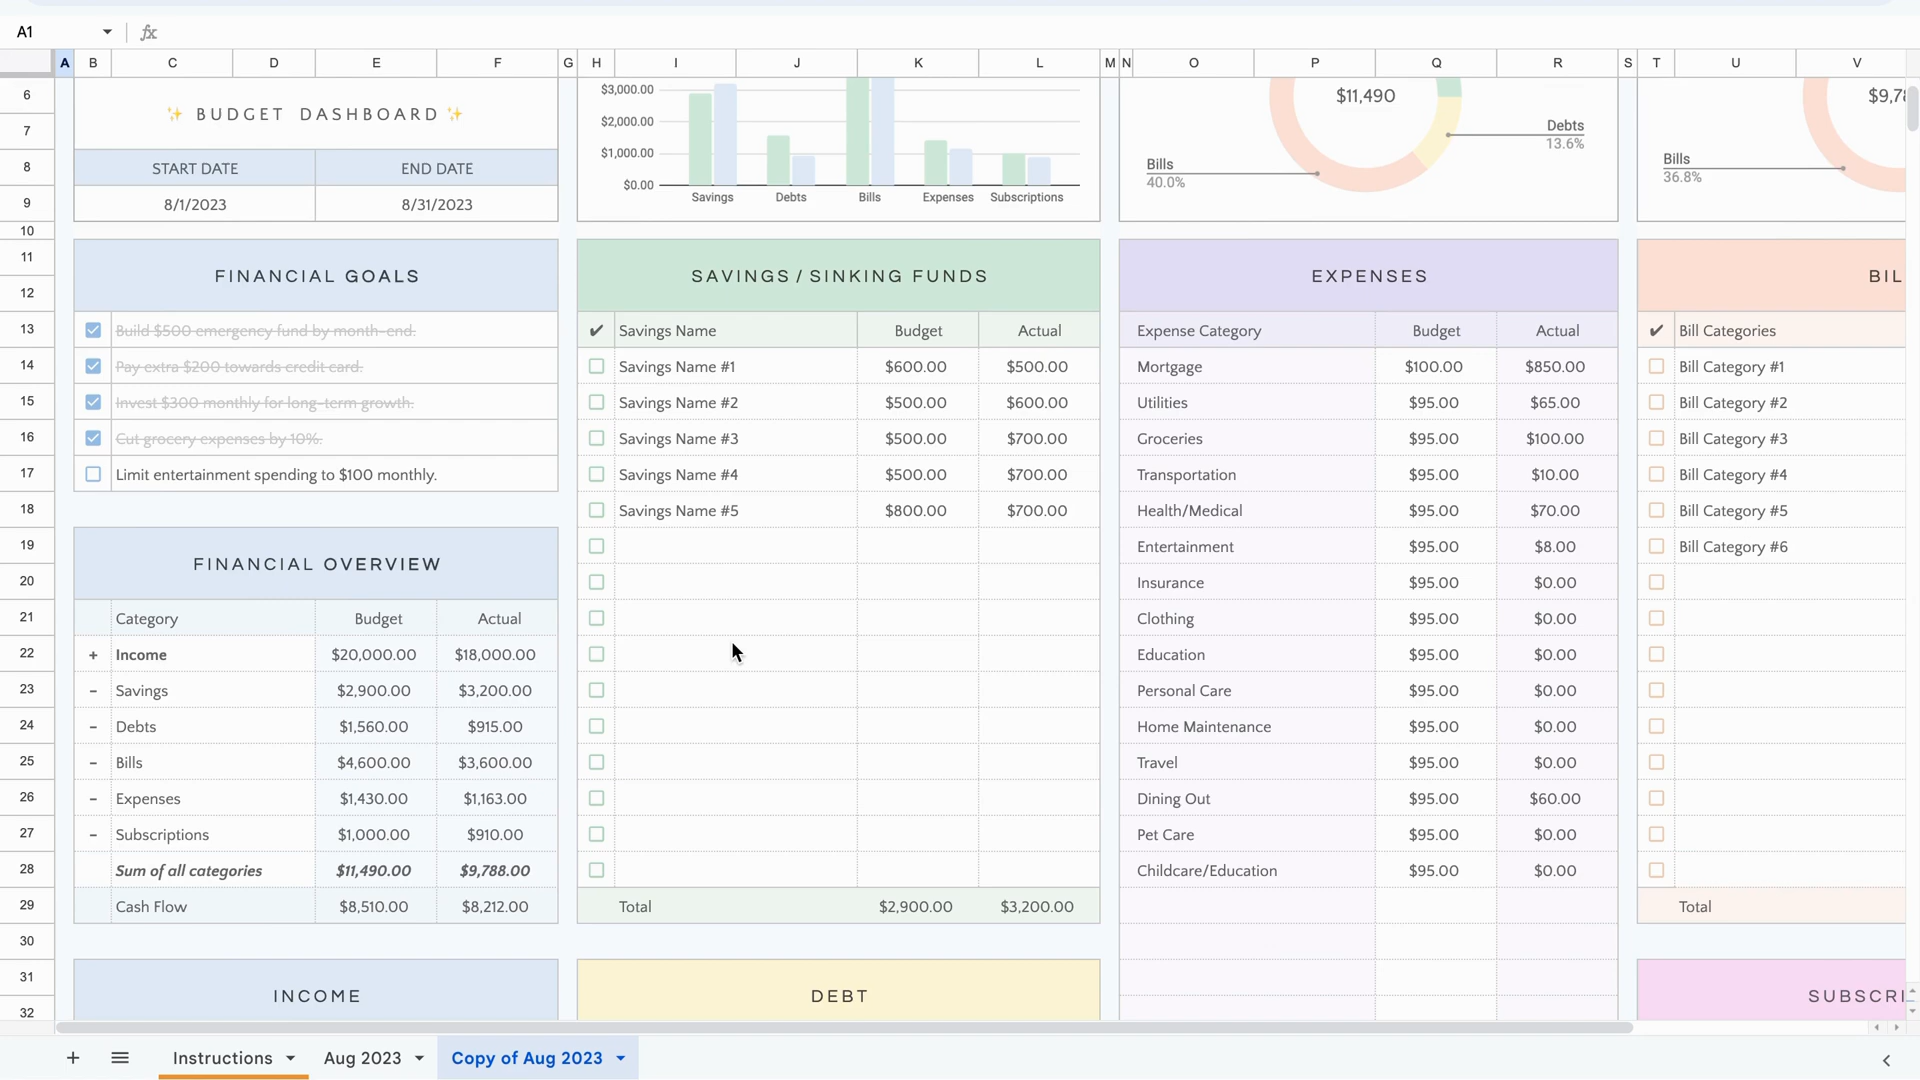 A1
fx
A B C D E F G H I J K L M N O P Q R S T U V
6
✨ BUDGET DASHBOARD ✨
7
8 START DATE END DATE
9 8/1/2023 8/31/2023
$3,000.00
$2,000.00
$1,000.00
$0.00
Savings Debts Bills Expenses Subscriptions
$11,490
Debts
13.6%
Bills
40.0%
$9,7
Bills
36.8%
10
11
FINANCIAL GOALS SAVINGS / SINKING FUNDS EXPENSES BIL
12
13 Build $500 emergency fund by month-end. ✔ Savings Name Budget Actual Expense Category Budget Actual ✔ Bill Categories
14 Pay extra $200 towards credit card. Savings Name #1 $600.00 $500.00 Mortgage $100.00 $850.00 Bill Category #1
15 Invest $300 monthly for long-term growth. Savings Name #2 $500.00 $600.00 Utilities $95.00 $65.00 Bill Category #2
16 Cut grocery expenses by 10%. Savings Name #3 $500.00 $700.00 Groceries $95.00 $100.00 Bill Category #3
17 Limit entertainment spending to $100 monthly. Savings Name #4 $500.00 $700.00 Transportation $95.00 $10.00 Bill Category #4
18 Savings Name #5 $800.00 $700.00 Health/Medical $95.00 $70.00 Bill Category #5
19 FINANCIAL OVERVIEW Entertainment $95.00 $8.00 Bill Category #6
20 Insurance $95.00 $0.00
21 Category Budget Actual Clothing $95.00 $0.00
22 + Income $20,000.00 $18,000.00 Education $95.00 $0.00
23 – Savings $2,900.00 $3,200.00 Personal Care $95.00 $0.00
24 – Debts $1,560.00 $915.00 Home Maintenance $95.00 $0.00
25 – Bills $4,600.00 $3,600.00 Travel $95.00 $0.00
26 – Expenses $1,430.00 $1,163.00 Dining Out $95.00 $60.00
27 – Subscriptions $1,000.00 $910.00 Pet Care $95.00 $0.00
28 Sum of all categories $11,490.00 $9,788.00 Childcare/Education $95.00 $0.00
29 Cash Flow $8,510.00 $8,212.00 Total $2,900.00 $3,200.00 Total
30
31
INCOME DEBT SUBSCRI
32
+ Instructions Aug 2023 Copy of Aug 2023